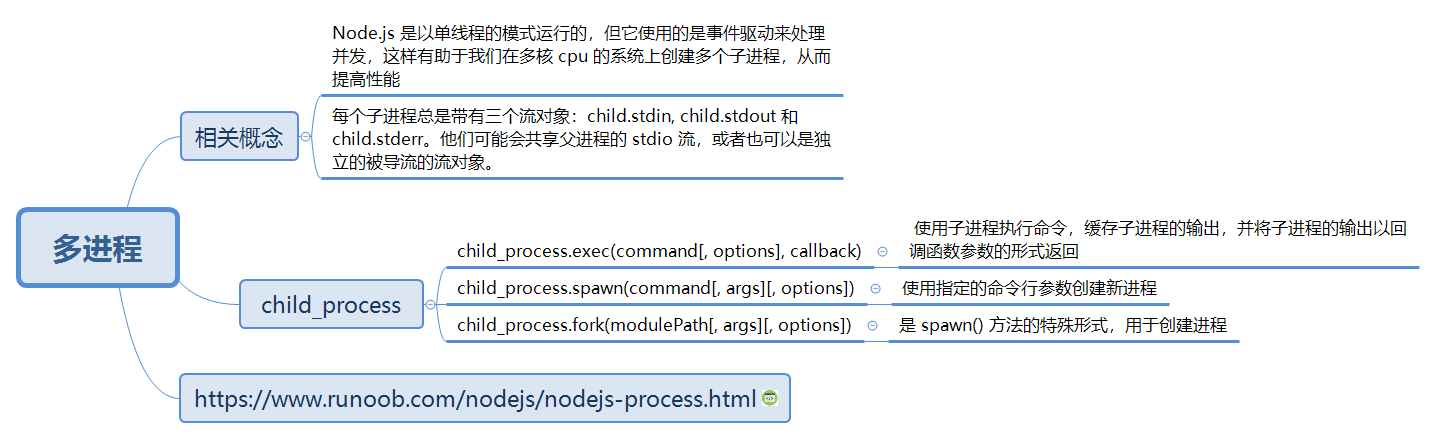 Node.js 是以单线程的模式运行的，但它使用的是事件驱动来处理
并发，这样有助于我们在多核 cpu 的系统上创建多个子进程，从而
提高性能
相关概念
每个子进程总是带有三个流对象：child.stdin, child.stdout 和
child.stderr。他们可能会共享父进程的 stdio 流，或者也可以是独
立的被导流的流对象。
多进程
child_process
child_process.exec(command[, options], callback)
使用子进程执行命令，缓存子进程的输出，并将子进程的输出以回
调函数参数的形式返回
child_process.spawn(command[, args][, options])
使用指定的命令行参数创建新进程
child_process.fork(modulePath[, args][, options])
是 spawn() 方法的特殊形式，用于创建进程
https://www.runoob.com/nodejs/nodejs-process.html